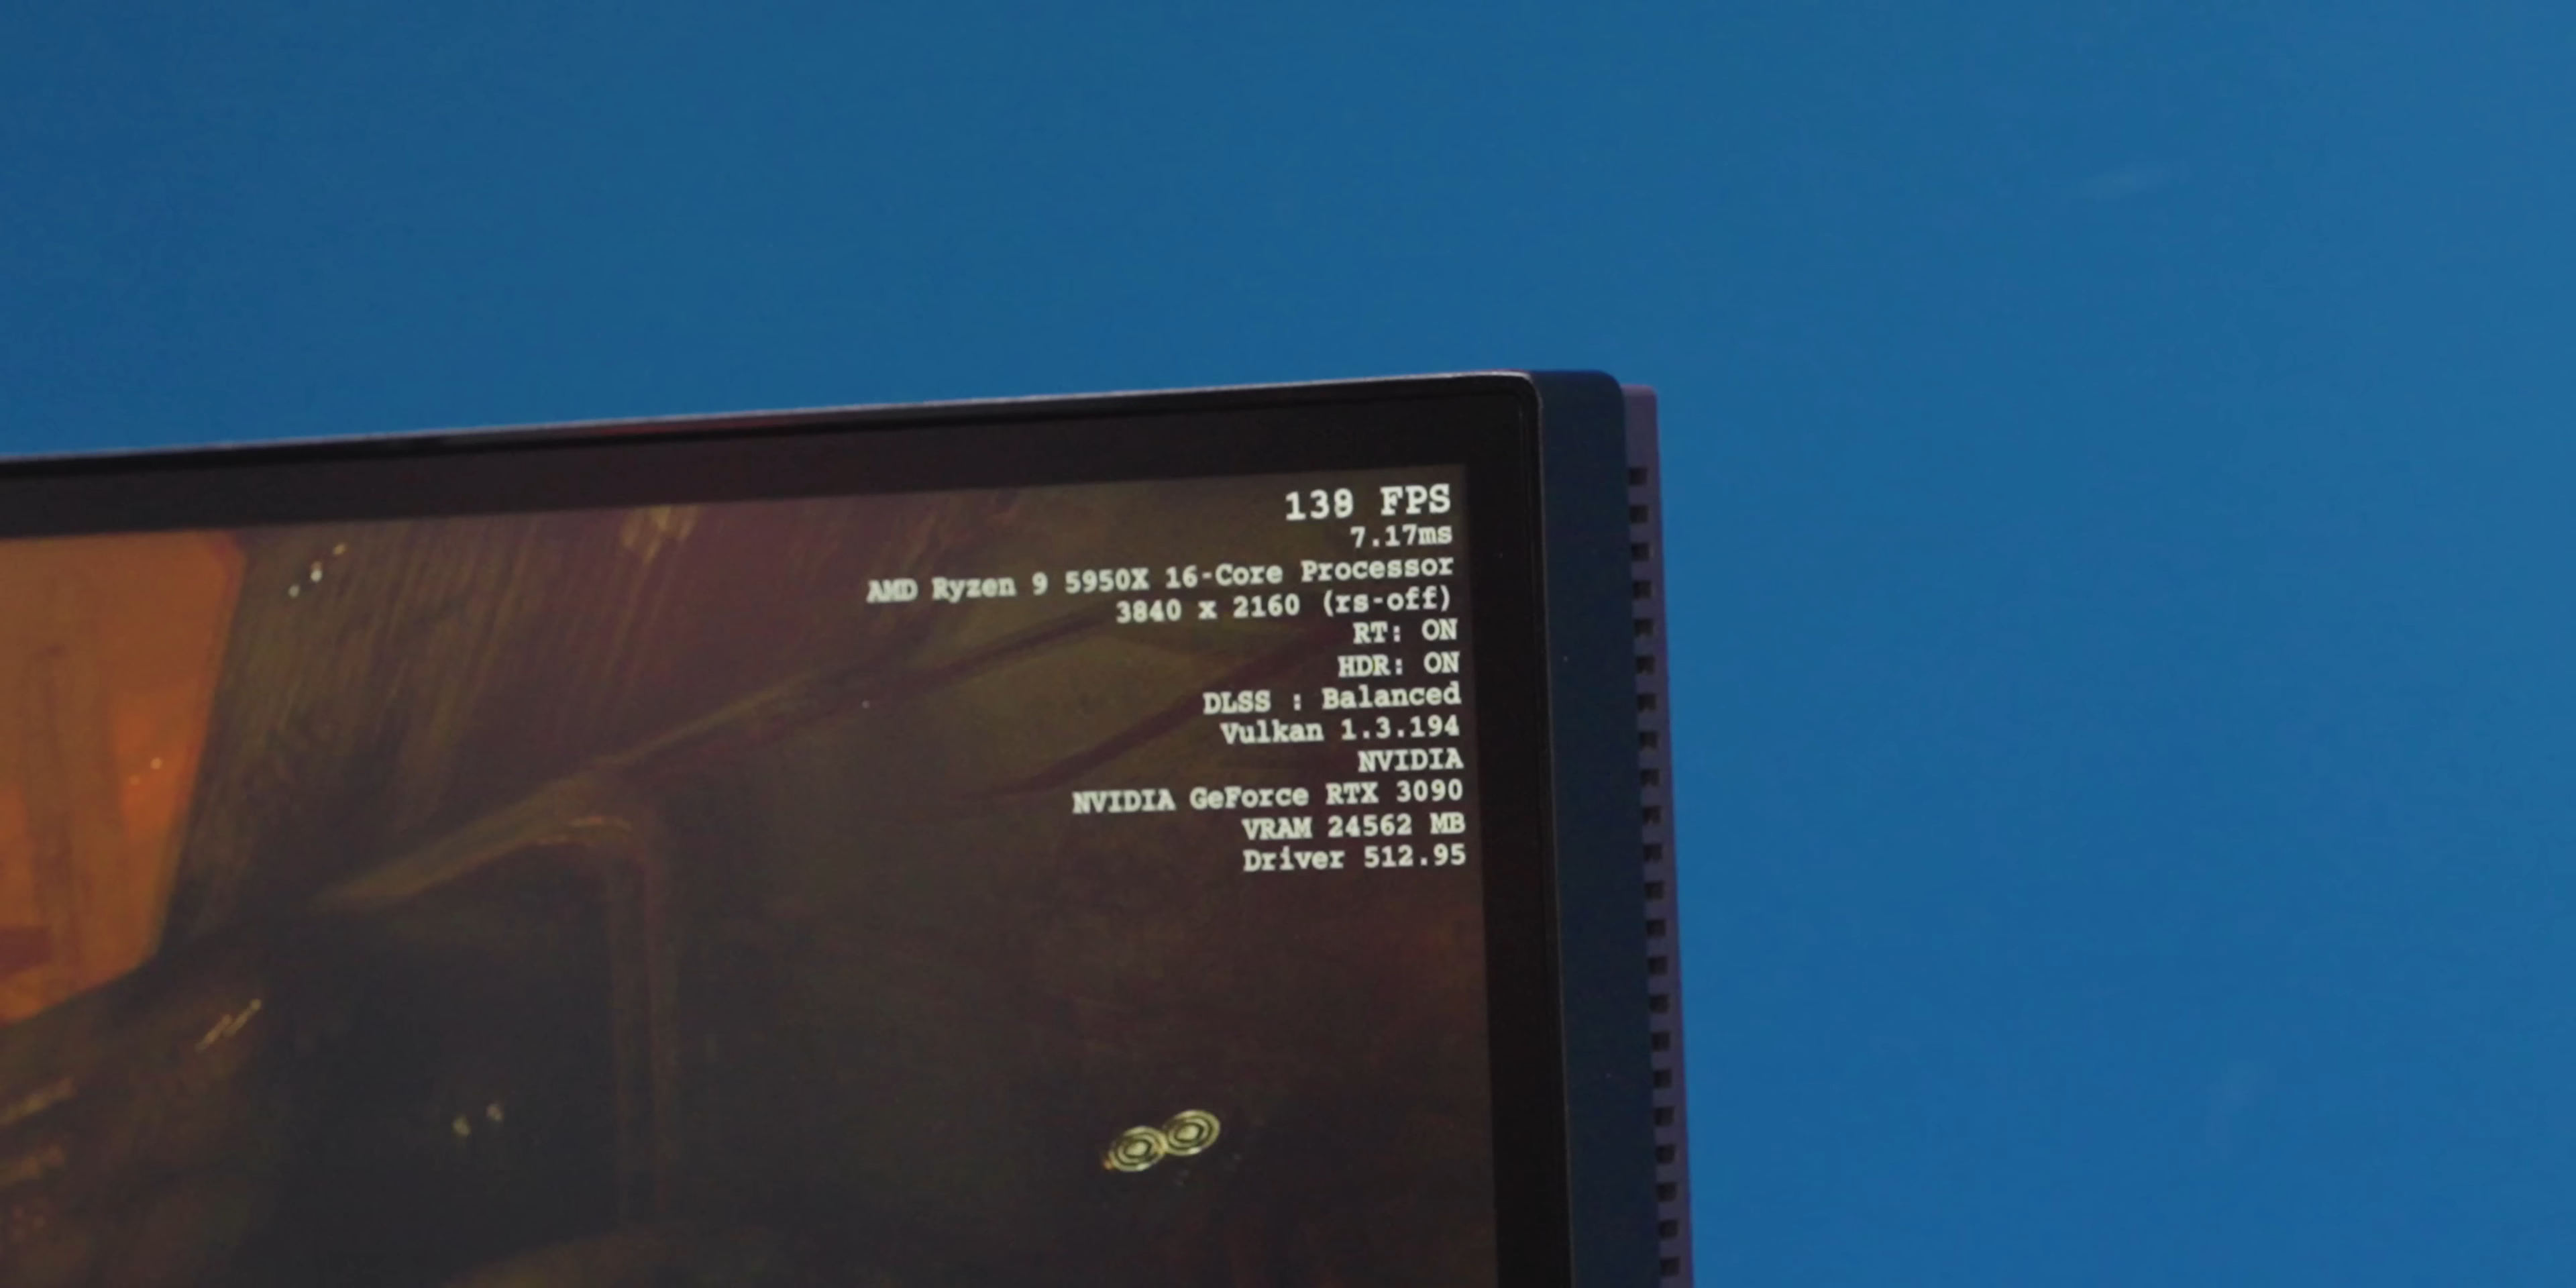 139 FPS
7.17ms
AMD Ryzen 9 5950X 16-Core Processor
3840 x 2160 (rs-off)
RT: ON
HDR: ON
DLSS : Balanced
Vulkan 1.3.194
NVIDIA
NVIDIA GeForce RTX 3090
VRAM 24562 MB
Driver 512.95